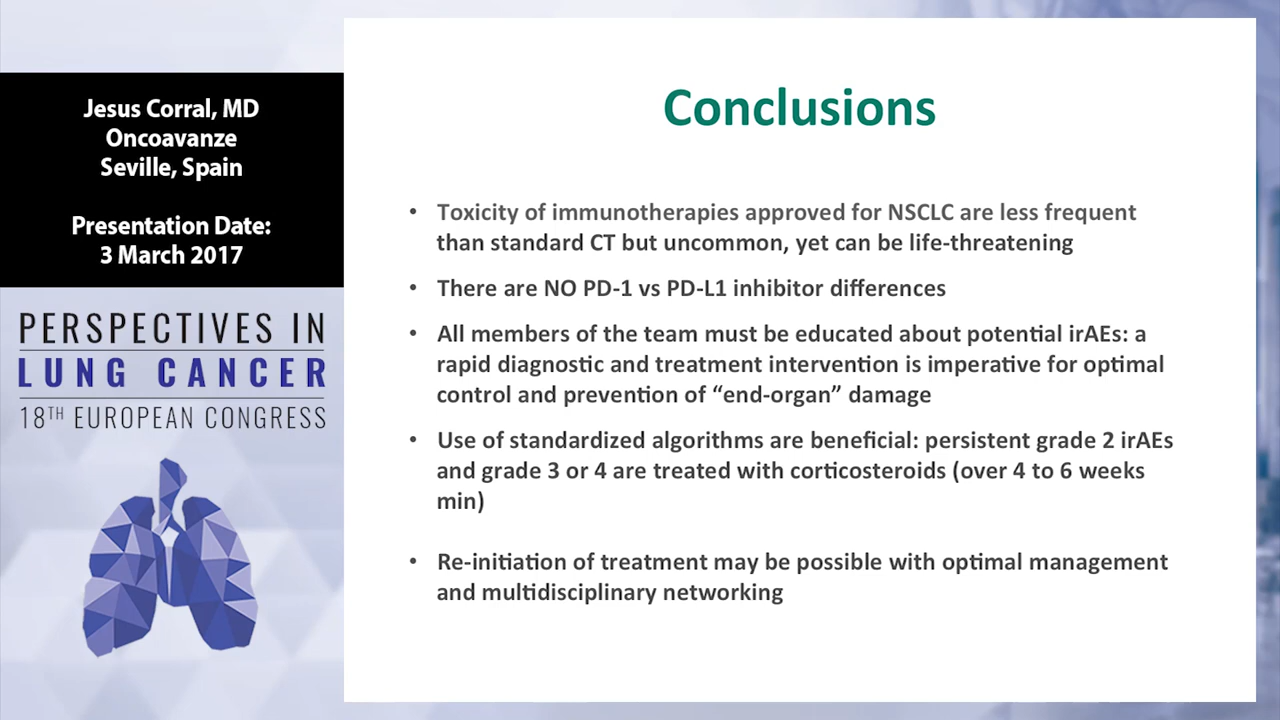 Jesus Corral, MD
Oncoavanze
Seville, Spain
Presentation Date:
3 March 2017
PERSPECTIVES IN
LUNG CANCER
18TH EUROPEAN CONGRESS
Conclusions
• Toxicity of immunotherapies approved for NSCLC are less frequent
than standard CT but uncommon, yet can be life-threatening
• There are NO PD-1 vs PD-L1 inhibitor differences
• All members of the team must be educated about potential irAEs: a
rapid diagnostic and treatment intervention is imperative for optimal
control and prevention of “end-organ” damage
• Use of standardized algorithms are beneficial: persistent grade 2 irAEs
and grade 3 or 4 are treated with corticosteroids (over 4 to 6 weeks
min)
• Re-initiation of treatment may be possible with optimal management
and multidisciplinary networking